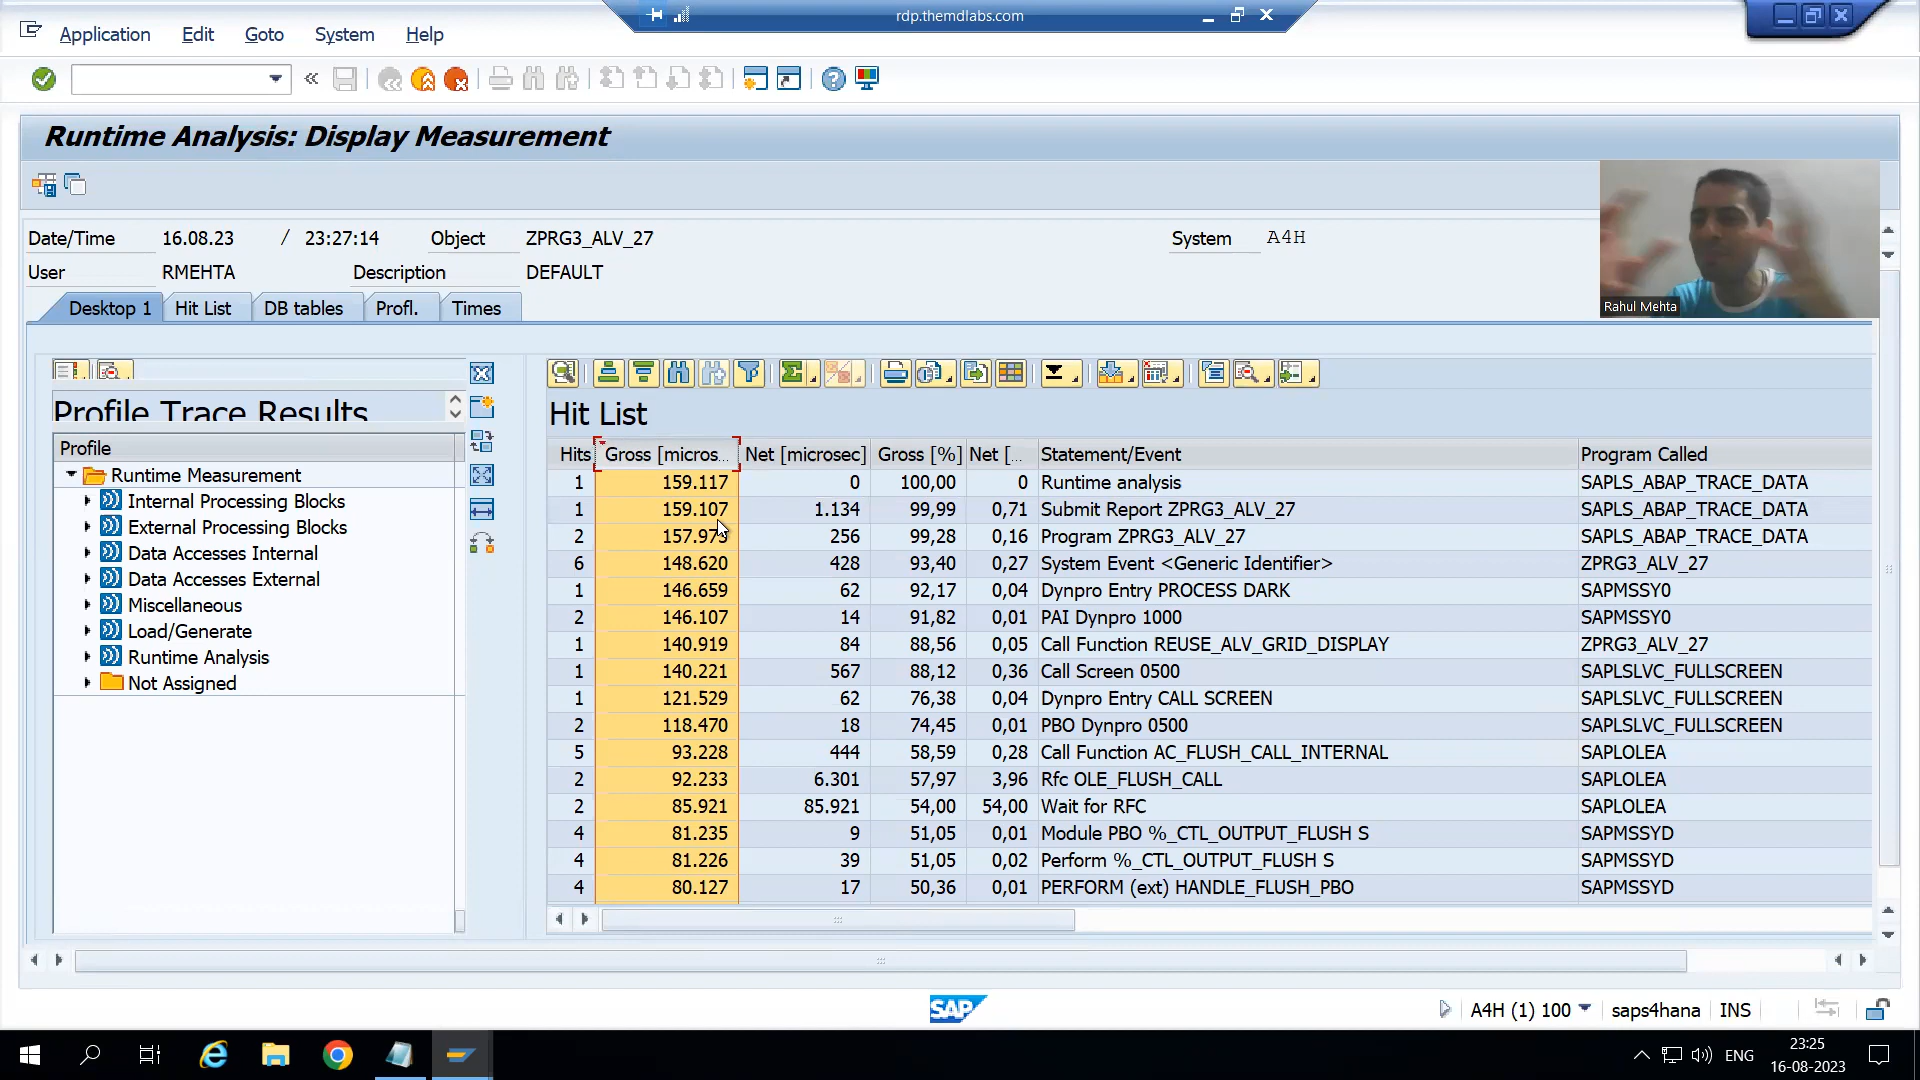 rdp.themdlabs.com
Application Edit Goto System Help
Runtime Analysis: Display Measurement
Date/Time 16.08.23 / 23:27:14 Object ZPRG3_ALV_27 System A4H
User RMEHTA Description DEFAULT
Rahul Mehta
Desktop 1 Hit List DB tables Profl. Times
Profile Trace Results
Profile
Runtime Measurement
Internal Processing Blocks
External Processing Blocks
Data Accesses Internal
Data Accesses External
Miscellaneous
Load/Generate
Runtime Analysis
Not Assigned
Hit List
Hits Gross [micros... Net [microsec] Gross [%] Net [... Statement/Event Program Called
1 159.117 0 100,00 0 Runtime analysis SAPLS_ABAP_TRACE_DATA
1 159.107 1.134 99,99 0,71 Submit Report ZPRG3_ALV_27 SAPLS_ABAP_TRACE_DATA
2 157.973 256 99,28 0,16 Program ZPRG3_ALV_27 SAPLS_ABAP_TRACE_DATA
6 148.620 428 93,40 0,27 System Event <Generic Identifier> ZPRG3_ALV_27
1 146.659 62 92,17 0,04 Dynpro Entry PROCESS DARK SAPMSSY0
2 146.107 14 91,82 0,01 PAI Dynpro 1000 SAPMSSY0
1 140.919 84 88,56 0,05 Call Function REUSE_ALV_GRID_DISPLAY ZPRG3_ALV_27
1 140.221 567 88,12 0,36 Call Screen 0500 SAPLSLVC_FULLSCREEN
1 121.529 62 76,38 0,04 Dynpro Entry CALL SCREEN SAPLSLVC_FULLSCREEN
2 118.470 18 74,45 0,01 PBO Dynpro 0500 SAPLSLVC_FULLSCREEN
5 93.228 444 58,59 0,28 Call Function AC_FLUSH_CALL_INTERNAL SAPLOLEA
2 92.233 6.301 57,97 3,96 Rfc OLE_FLUSH_CALL SAPLOLEA
2 85.921 85.921 54,00 54,00 Wait for RFC SAPLOLEA
4 81.235 9 51,05 0,01 Module PBO %_CTL_OUTPUT_FLUSH S SAPMSSYD
4 81.226 39 51,05 0,02 Perform %_CTL_OUTPUT_FLUSH S SAPMSSYD
4 80.127 17 50,36 0,01 PERFORM (ext) HANDLE_FLUSH_PBO SAPMSSYD
SAP
A4H (1) 100 saps4hana INS
ENG
23:25
16-08-2023